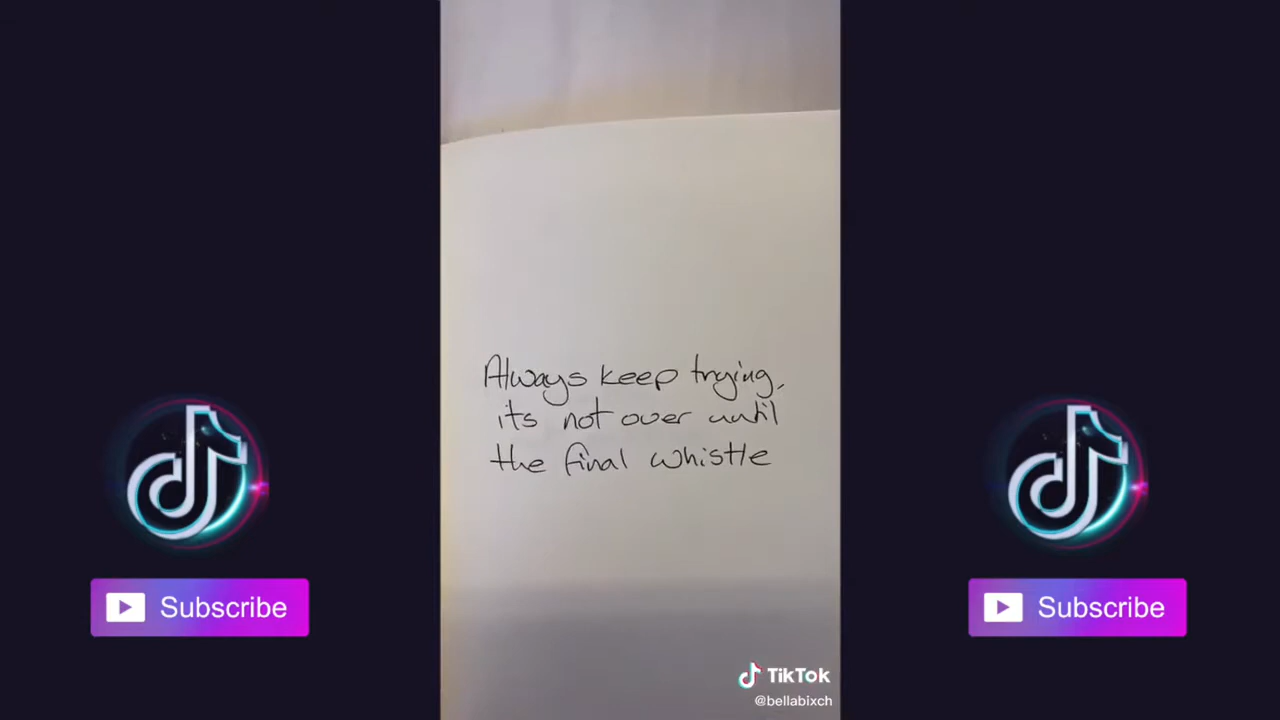 Always keep trying,
its not over until
the final whistle
Subscribe
Subscribe
TikTok
@bellabixch